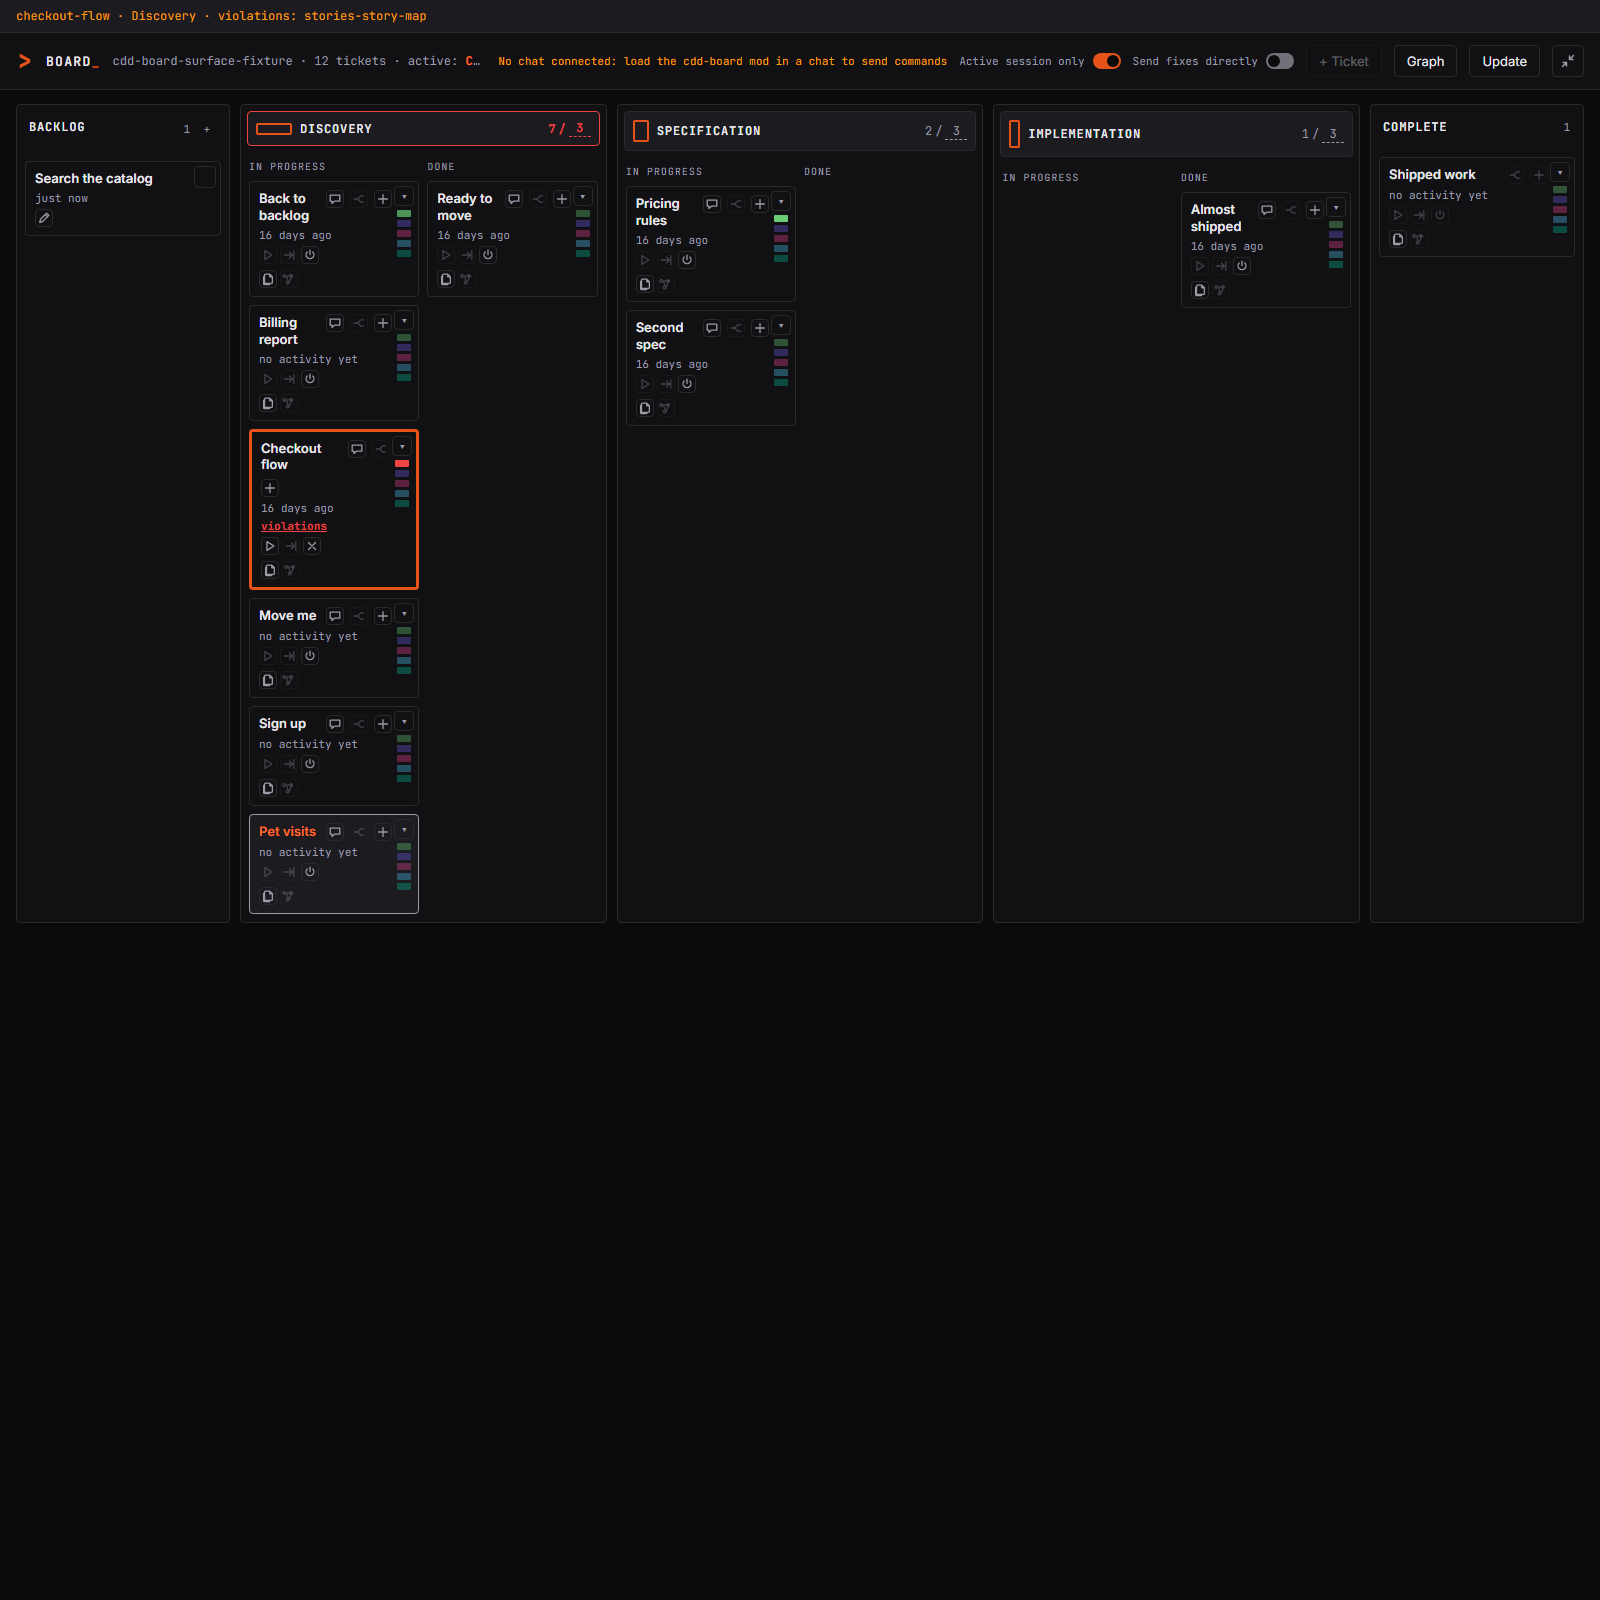 checkout-flow · Discovery · violations: stories-story-map
BOARD_ cdd-board-surface-fixture · 12 tickets · active: C… No chat connected: load the cdd-board mod in a chat to send commands Active session only Send fixes directly + Ticket Graph Update
BACKLOG 1 +
Search the catalog
just now
DISCOVERY 7 / 3
IN PROGRESS
Back to backlog
16 days ago
Billing report
no activity yet
Checkout flow
16 days ago
violations
Move me
no activity yet
Sign up
no activity yet
Pet visits
no activity yet
DONE
Ready to move
16 days ago
SPECIFICATION 2 / 3
IN PROGRESS
Pricing rules
16 days ago
Second spec
16 days ago
DONE
IMPLEMENTATION 1 / 3
IN PROGRESS
DONE
Almost shipped
16 days ago
COMPLETE 1
Shipped work
no activity yet